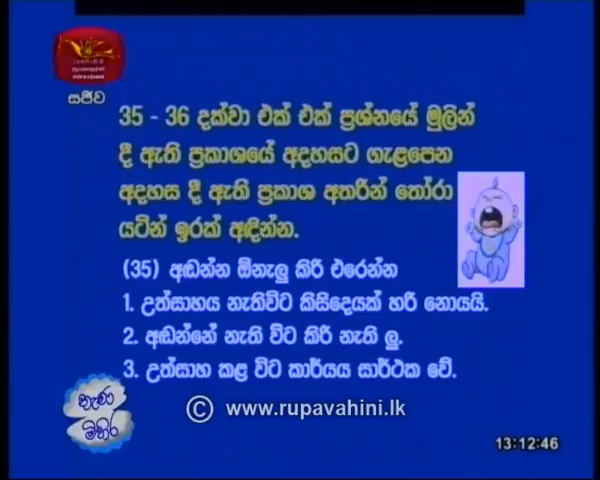 RUPAVAHINI
සජීව
35 - 36 දක්වා එක් එක් ප්‍රශ්නයේ මුලින්
දී ඇති ප්‍රකාශයේ අදහසට ගැළපෙන
අදහස දී ඇති ප්‍රකාශ අතරින් තෝරා
යටින් ඉරක් අඳින්න.
(35) අඬන්න ඕනැලු කිරි එරෙන්න
1. උත්සාහය නැතිවිට කිසිදෙයක් හරි නොයයි.
2. අඬන්නේ නැති විට කිරි නැති ලු.
3. උත්සාහ කළ විට කාර්යය සාර්ථක වේ.
නැණ
මිහිර
© www.rupavahini.lk
13:12:46